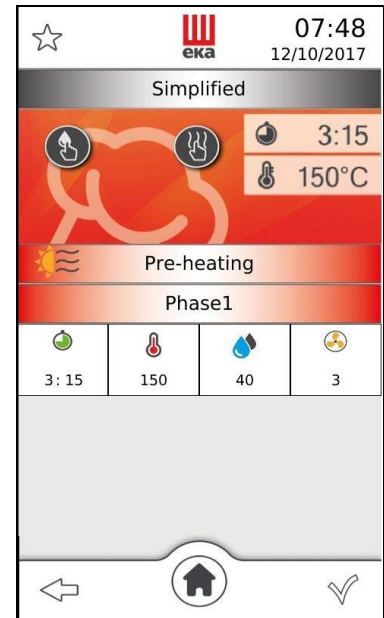 07:48
eka
12/10/2017
Simplified
3:15
150°C
Pre-heating
Phase1
3:15 150 40 3